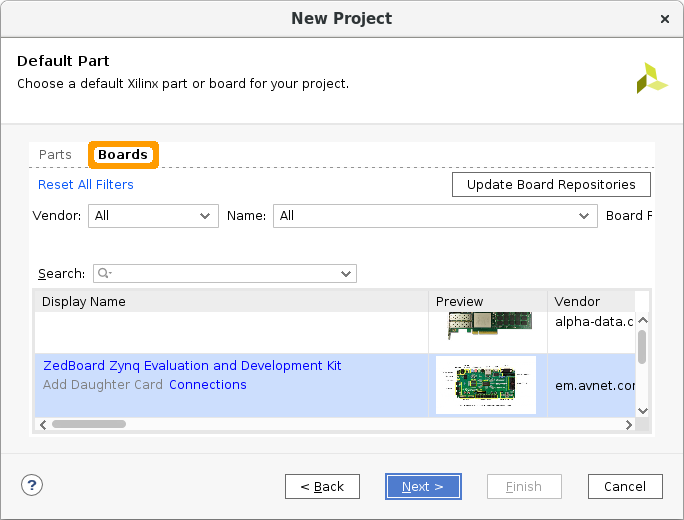 New Project
Default Part
Choose a default Xilinx part or board for your project.
Parts Boards
Reset All Filters Update Board Repositories
Vendor: All Name: All Board F
Search:
Display Name Preview Vendor
alpha-data.c
ZedBoard Zynq Evaluation and Development Kit
Add Daughter Card Connections em.avnet.con
? < Back Next > Finish Cancel